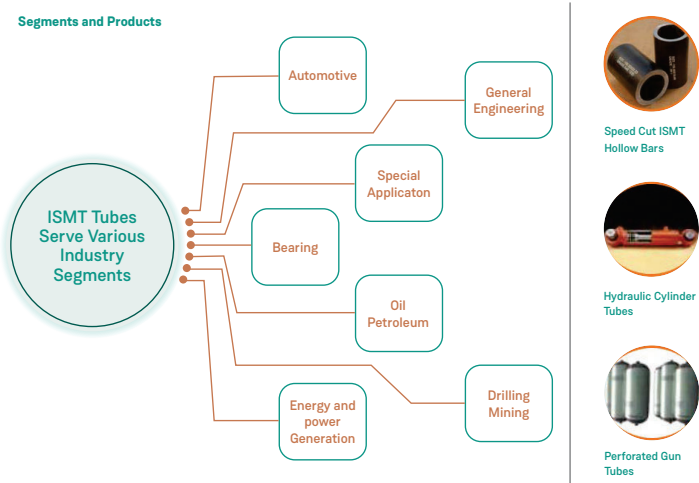 Segments and Products
Automotive
General
Engineering
Special
Applicaton
ISMT Tubes
Serve Various
Industry
Segments
Bearing
Oil
Petroleum
Drilling
Mining
Energy and
power
Generation
Speed Cut ISMT
Hollow Bars
Hydraulic Cylinder
Tubes
Perforated Gun
Tubes